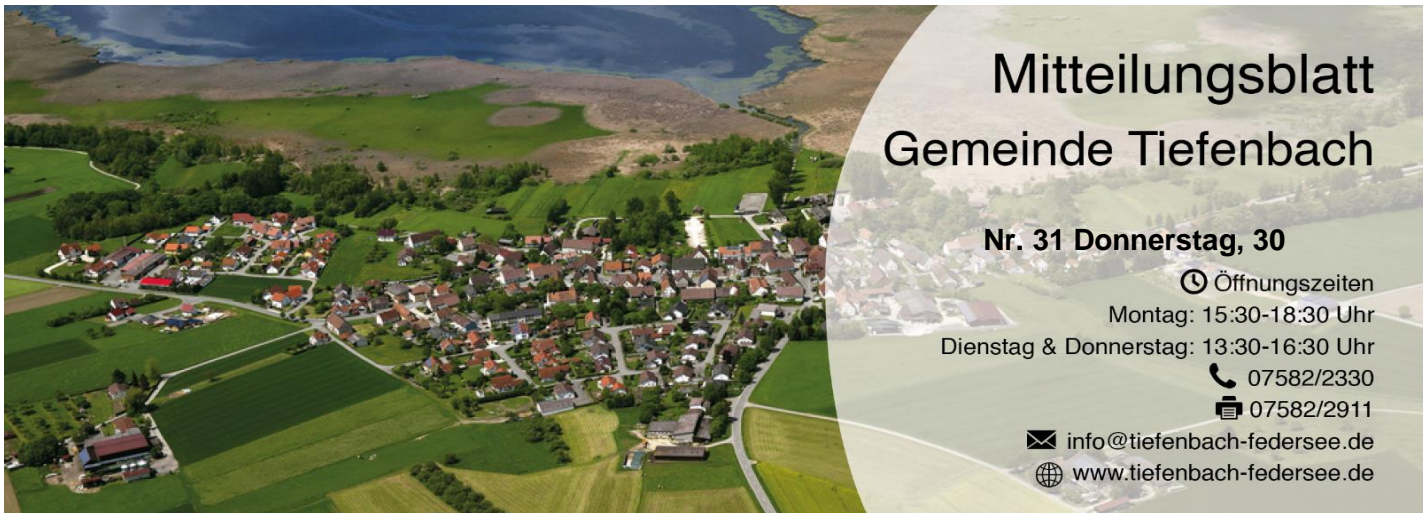 Mitteilungsblatt
Gemeinde Tiefenbach
Nr. 31 Donnerstag, 30
Öffnungszeiten
Montag: 15:30-18:30 Uhr
Dienstag & Donnerstag: 13:30-16:30 Uhr
07582/2330
07582/2911
info@tiefenbach-federsee.de
www.tiefenbach-federsee.de